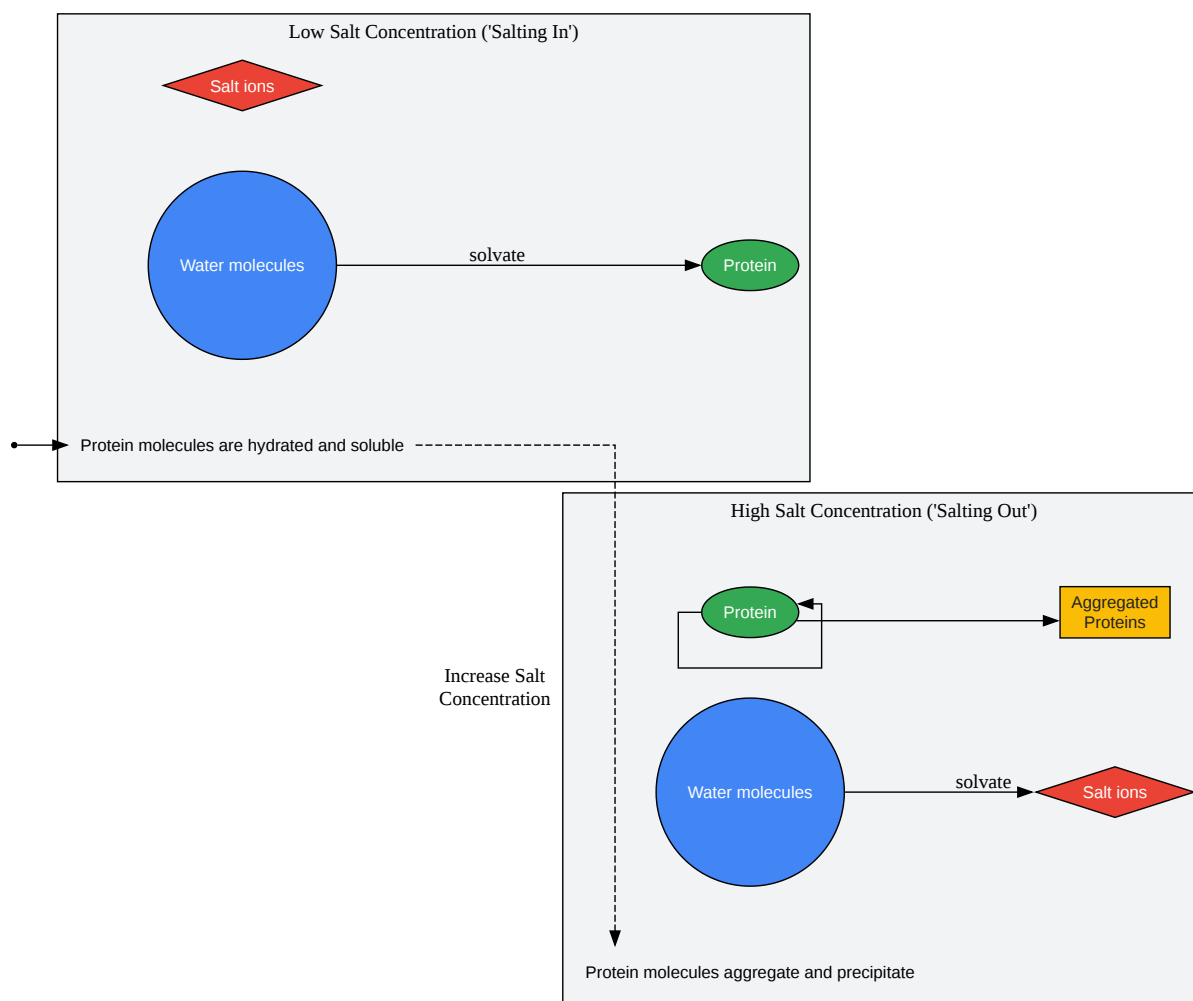 Low Salt Concentration ('Salting In')
Salt ions
Water molecules
solvate
Protein
Protein molecules are hydrated and soluble
High Salt Concentration ('Salting Out')
Protein
Aggregated
Proteins
Increase Salt
Concentration
Water molecules
solvate
Salt ions
Protein molecules aggregate and precipitate